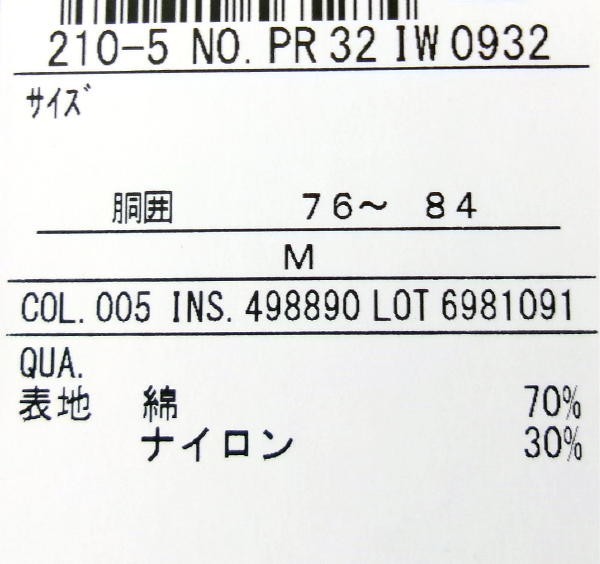 210-5 NO. PR 32 IW 0932
サイズ
胴囲 76～ 84
M
COL. 005 INS. 498890 LOT 6981091
QUA.
表地 綿 70%
ナイロン 30%